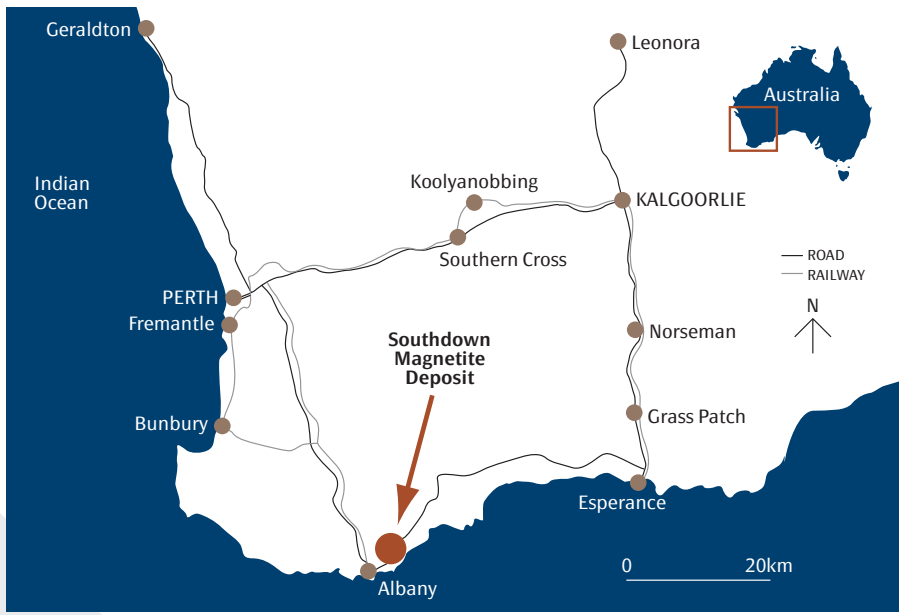 Geraldton
Leonora
Australia
Indian
Ocean
Koolyanobbing
KALGOORLIE
Southern Cross
ROAD
RAILWAY
N
PERTH
Fremantle
Norseman
Southdown
Magnetite
Deposit
Grass Patch
Bunbury
Esperance
0 20km
Albany